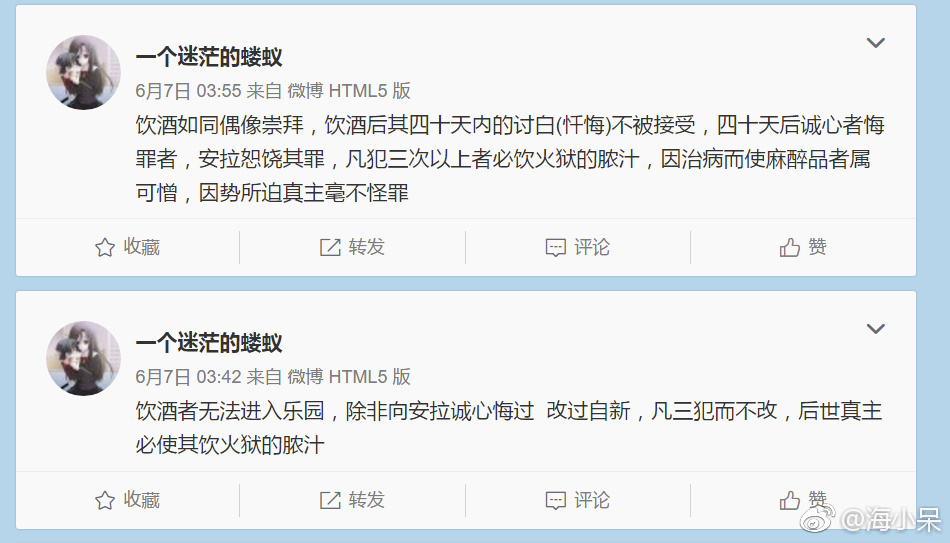 一个迷茫的蝼蚁
6月7日 03:55 来自 微博 HTML5 版
饮酒如同偶像崇拜，饮酒后其四十天内的讨白(忏悔)不被接受，四十天后诚心者悔
罪者，安拉恕饶其罪，凡犯三次以上者必饮火狱的脓汁，因治病而使麻醉品者属
可憎，因势所迫真主毫不怪罪
收藏 转发 评论 赞
一个迷茫的蝼蚁
6月7日 03:42 来自 微博 HTML5 版
饮酒者无法进入乐园，除非向安拉诚心悔过 改过自新，凡三犯而不改，后世真主
必使其饮火狱的脓汁
收藏 转发 评论 赞
@海小呆